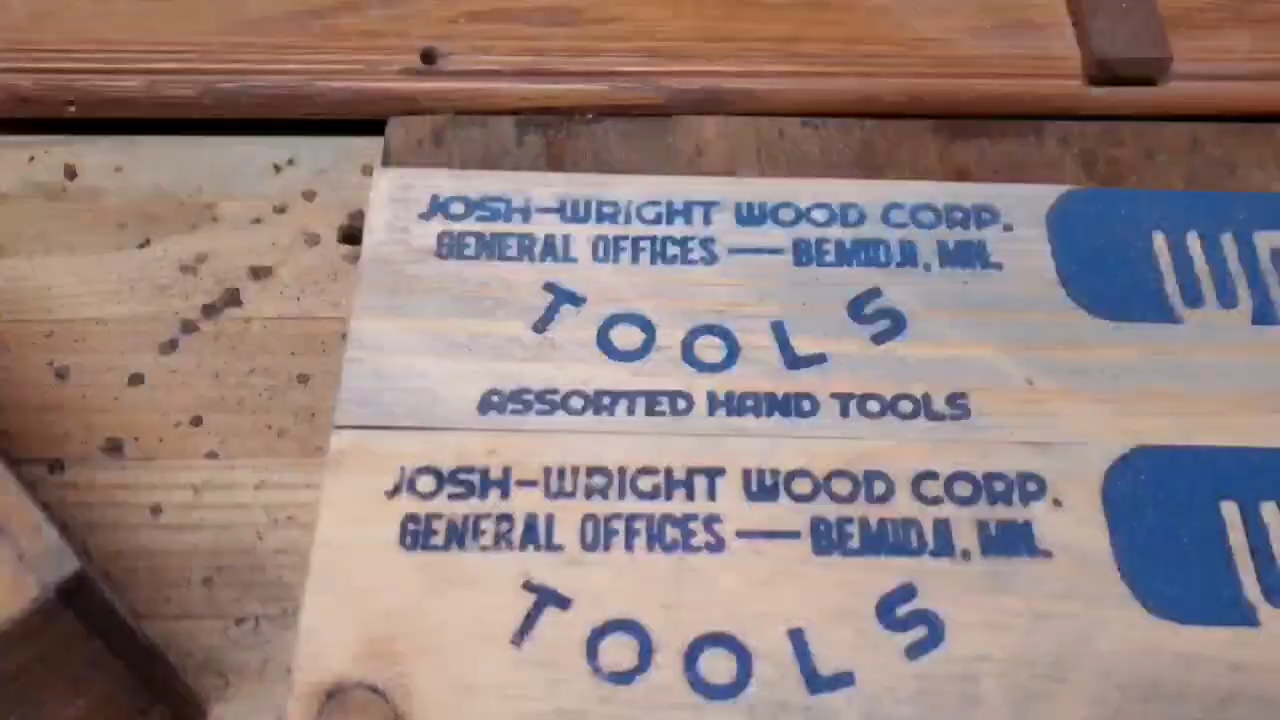 JOSH-WRIGHT WOOD CORP.
GENERAL OFFICES — BEMIDJI, MN.
TOOLS
ASSORTED HAND TOOLS
JOSH-WRIGHT WOOD CORP.
GENERAL OFFICES — BEMIDJI, MN.
TOOLS